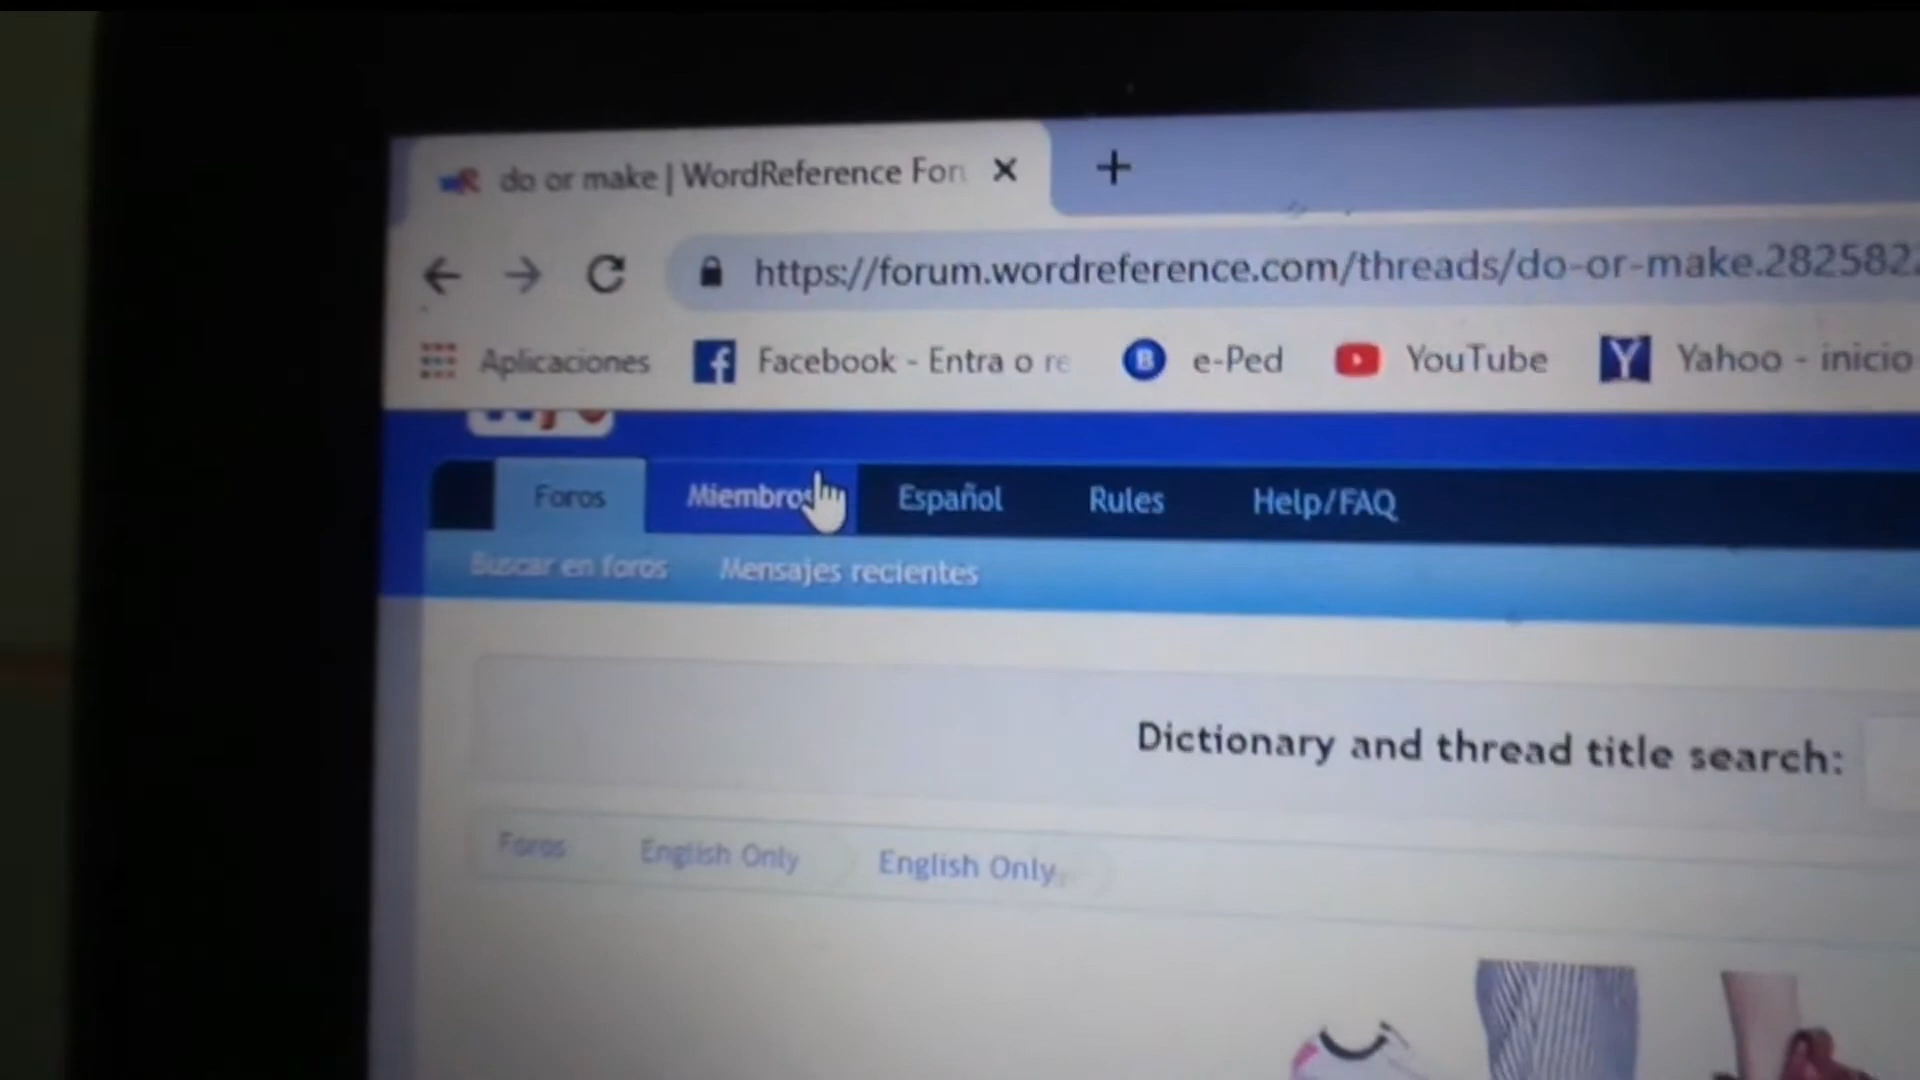 do or make | WordReference For
https://forum.wordreference.com/threads/do-or-make.282582
Aplicaciones Facebook - Entra o re e-Ped YouTube Yahoo - inicio
Foros Miembros Español Rules Help/FAQ
Buscar en foros Mensajes recientes
Dictionary and thread title search:
Foros English Only English Only